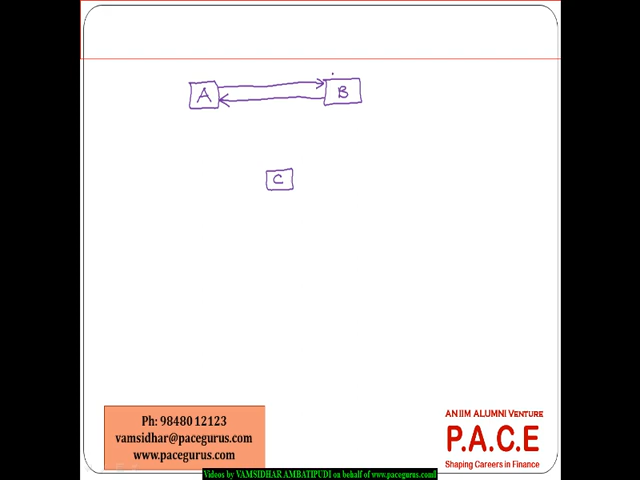 A
B
C
Ph: 98480 12123
vamsidhar@pacegurus.com
www.pacegurus.com
AN IIM ALUMNI VENTURE
P.A.C.E
Shaping Careers in Finance
Videos by VAMSIDHAR AMBATIPUDI on behalf of www.pacegurus.com